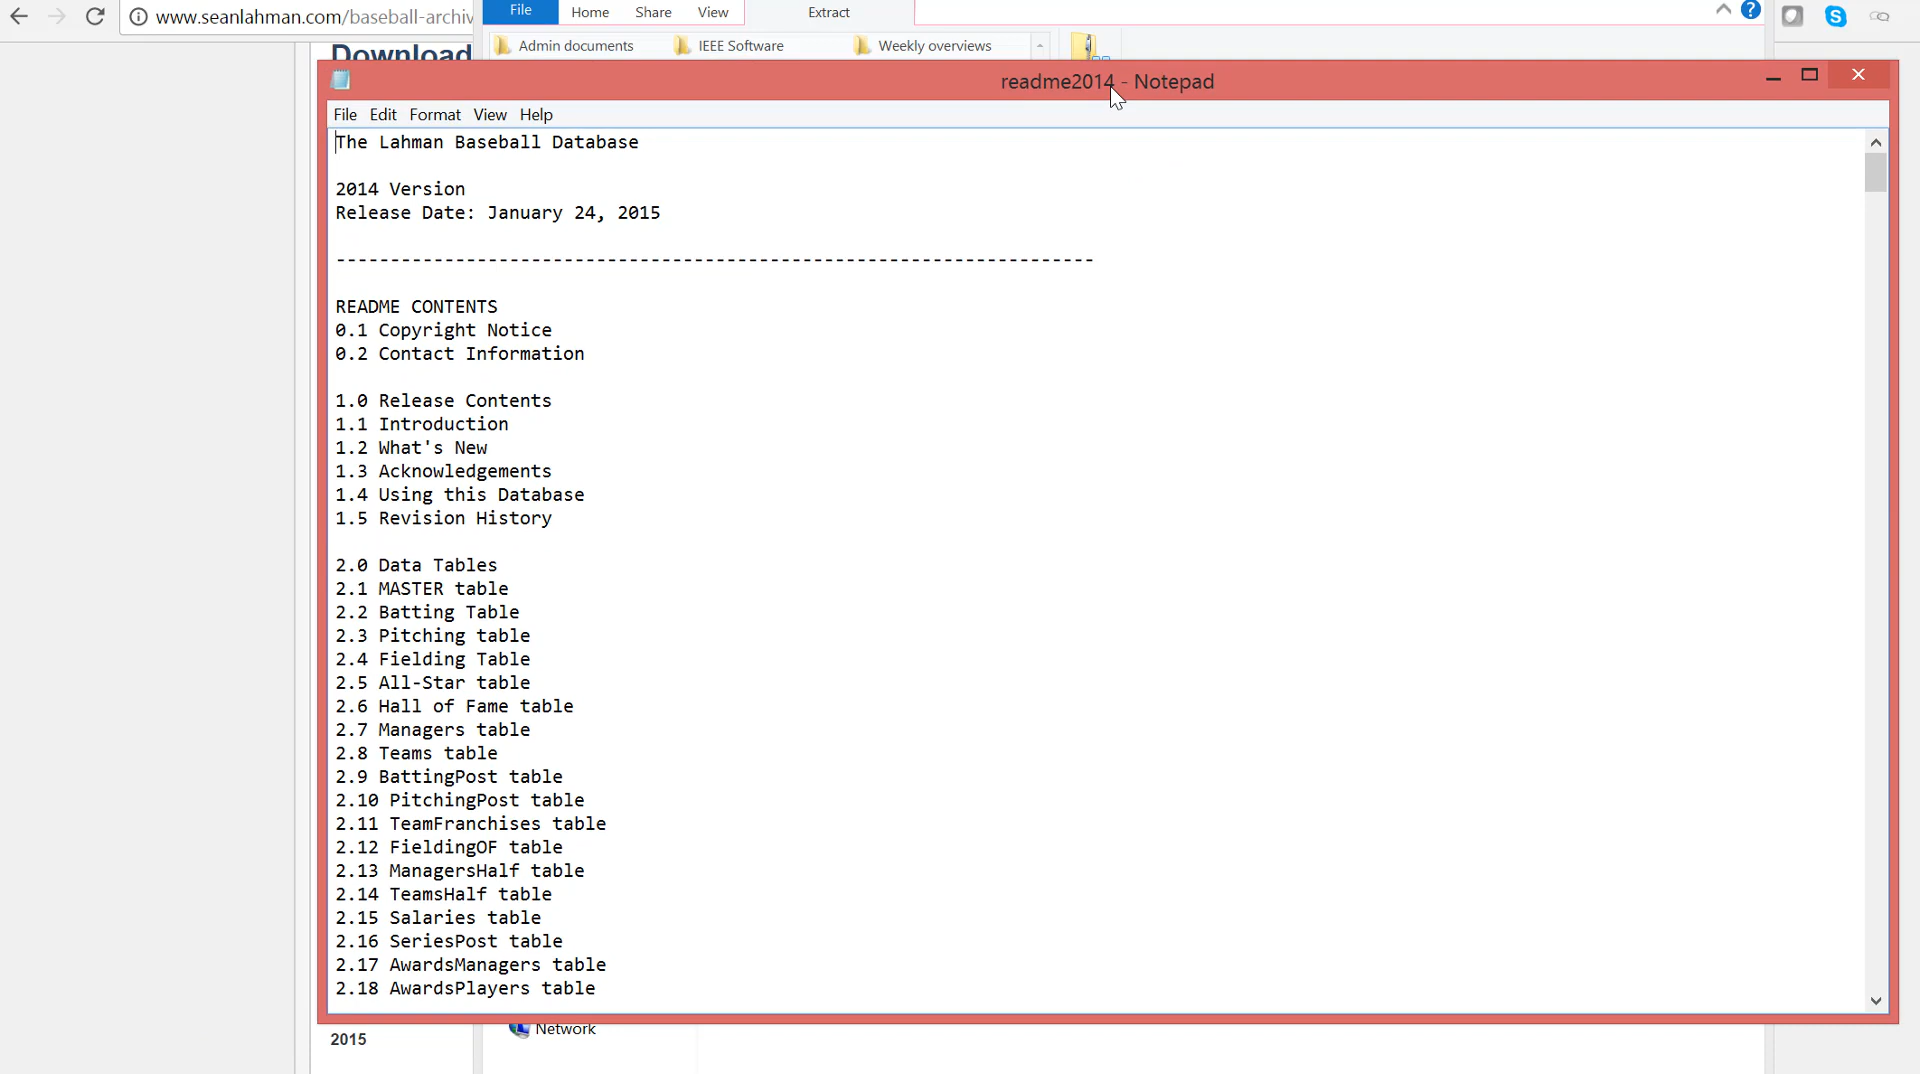 www.seanlahman.com/baseball-archiv
File Home Share View Extract
Admin documents IEEE Software Weekly overviews
Download
readme2014 - Notepad
File Edit Format View Help
The Lahman Baseball Database
2014 Version
Release Date: January 24, 2015
----------------------------------------------------------------------
README CONTENTS
0.1 Copyright Notice
0.2 Contact Information
1.0 Release Contents
1.1 Introduction
1.2 What's New
1.3 Acknowledgements
1.4 Using this Database
1.5 Revision History
2.0 Data Tables
2.1 MASTER table
2.2 Batting Table
2.3 Pitching table
2.4 Fielding Table
2.5 All-Star table
2.6 Hall of Fame table
2.7 Managers table
2.8 Teams table
2.9 BattingPost table
2.10 PitchingPost table
2.11 TeamFranchises table
2.12 FieldingOF table
2.13 ManagersHalf table
2.14 TeamsHalf table
2.15 Salaries table
2.16 SeriesPost table
2.17 AwardsManagers table
2.18 AwardsPlayers table
Network
2015